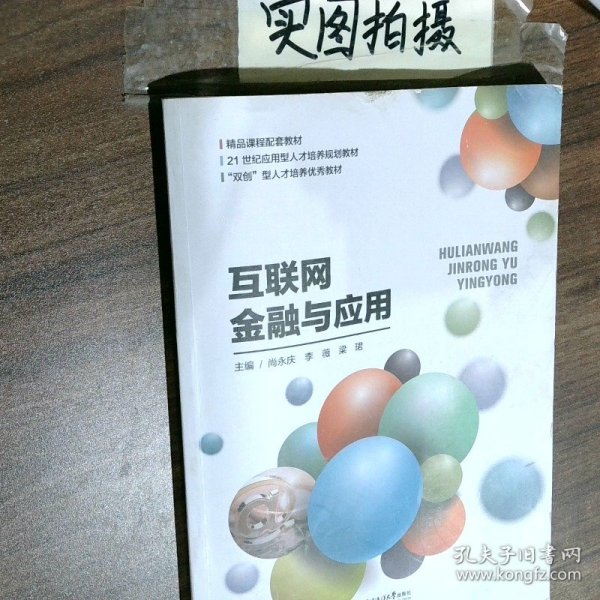 实图拍摄
精品课程配套教材
21世纪应用型人才培养规划教材
“双创”型人才培养优秀教材
HULIANWANG
JINRONG YU
YINGYONG
互联网
金融与应用
主编 / 尚永庆 李薇 梁珺
孔夫子旧书网
www.kongfz.com